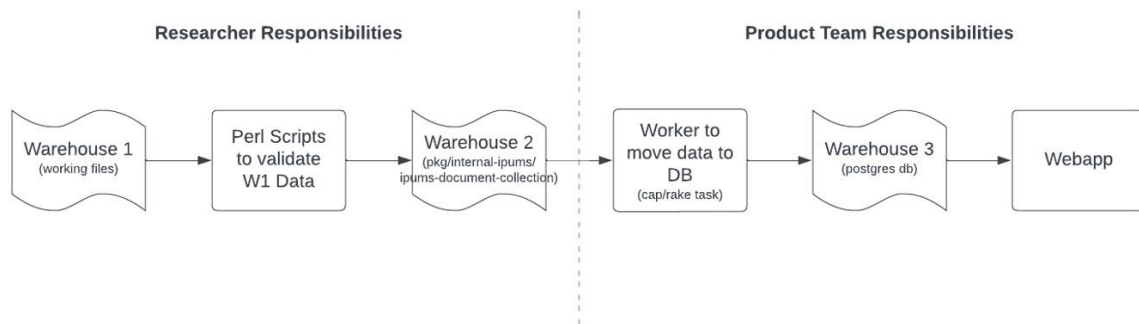 Researcher Responsibilities
Product Team Responsibilities
Warehouse 1
(working files)
Perl Scripts
to validate
W1 Data
Warehouse 2
(pkg/internal-ipums/
ipums-document-collection)
Worker to
move data to
DB
(cap/rake task)
Warehouse 3
(postgres db)
Webapp